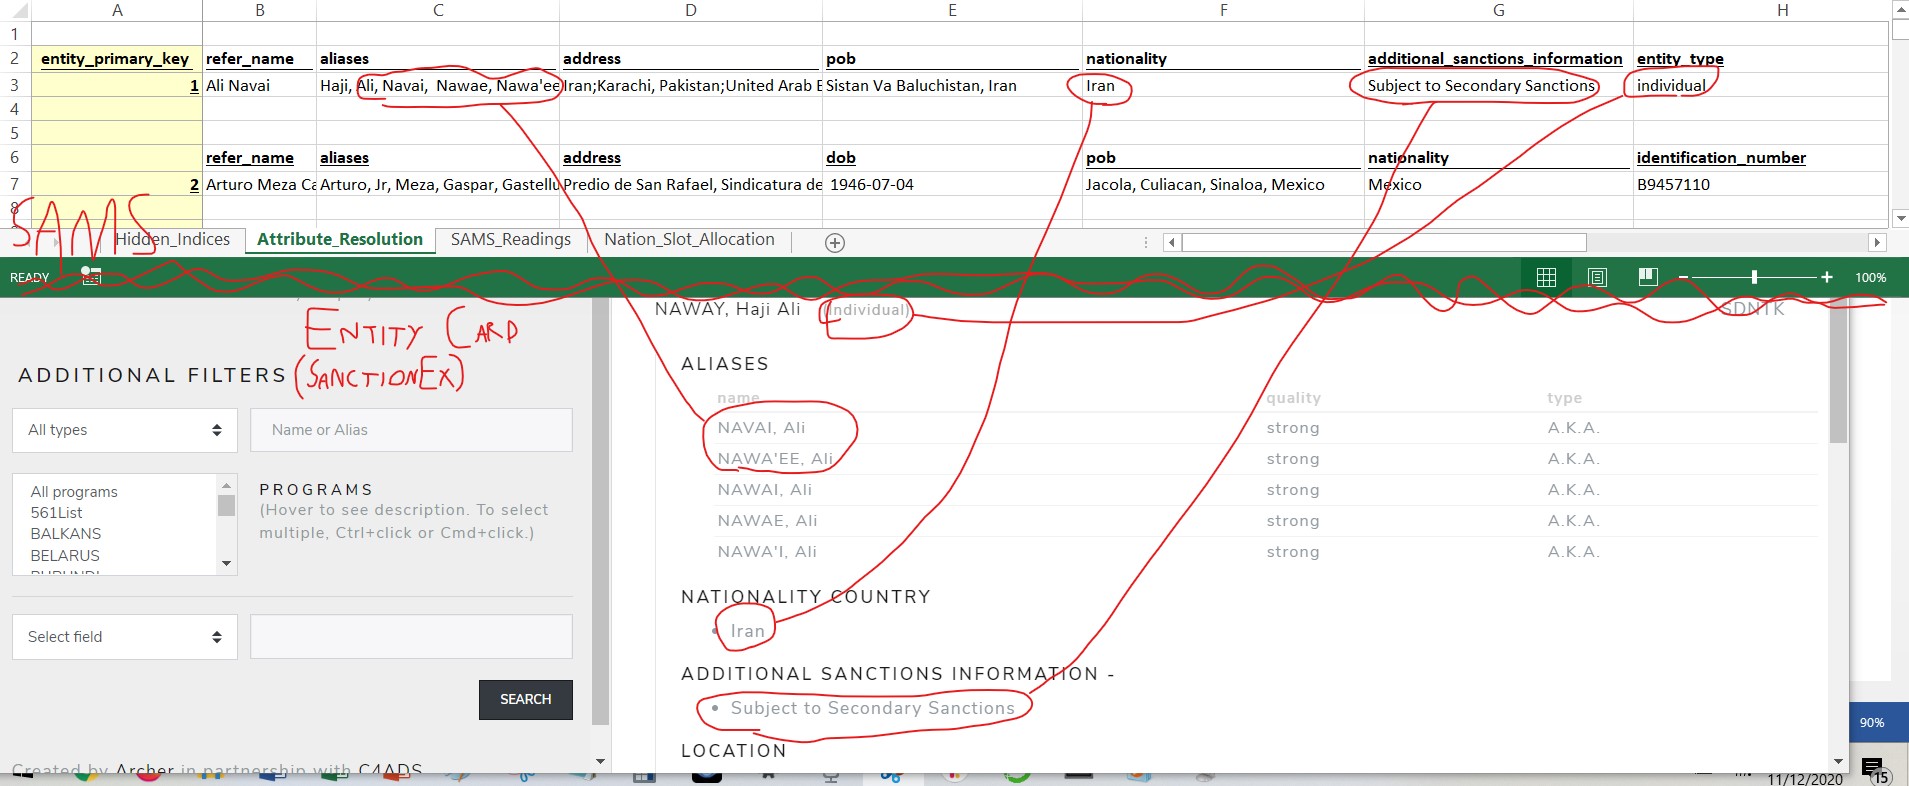 A B C D E F G H
1
2 entity_primary_key refer_name aliases address pob nationality additional_sanctions_information entity_type
3 1 Ali Navai Haji, Ali, Navai, Nawae, Nawa'ee Iran;Karachi, Pakistan;United Arab E Sistan Va Baluchistan, Iran Iran Subject to Secondary Sanctions individual
4
5
6 refer_name aliases address dob pob nationality identification_number
7 2 Arturo Meza Ca Arturo, Jr, Meza, Gaspar, Gastellu Predio de San Rafael, Sindicatura de 1946-07-04 Jacola, Culiacan, Sinaloa, Mexico Mexico B9457110
8
SAMS
Hidden_Indices Attribute_Resolution SAMS_Readings Nation_Slot_Allocation
READY 100%
ENTITY CARD
(SANCTIONEX)
ADDITIONAL FILTERS
All types Name or Alias
All programs
561List
BALKANS
BELARUS
BURUNDI
PROGRAMS
(Hover to see description. To select
multiple, Ctrl+click or Cmd+click.)
Select field
SEARCH
Created by Archer in partnership with C4ADS
NAWAY, Haji Ali (individual) SDNTK
ALIASES
name quality type
NAVAI, Ali strong A.K.A.
NAWA'EE, Ali strong A.K.A.
NAWAI, Ali strong A.K.A.
NAWAE, Ali strong A.K.A.
NAWA'I, Ali strong A.K.A.
NATIONALITY COUNTRY
• Iran
ADDITIONAL SANCTIONS INFORMATION -
• Subject to Secondary Sanctions
LOCATION
90%
11/12/2020 15